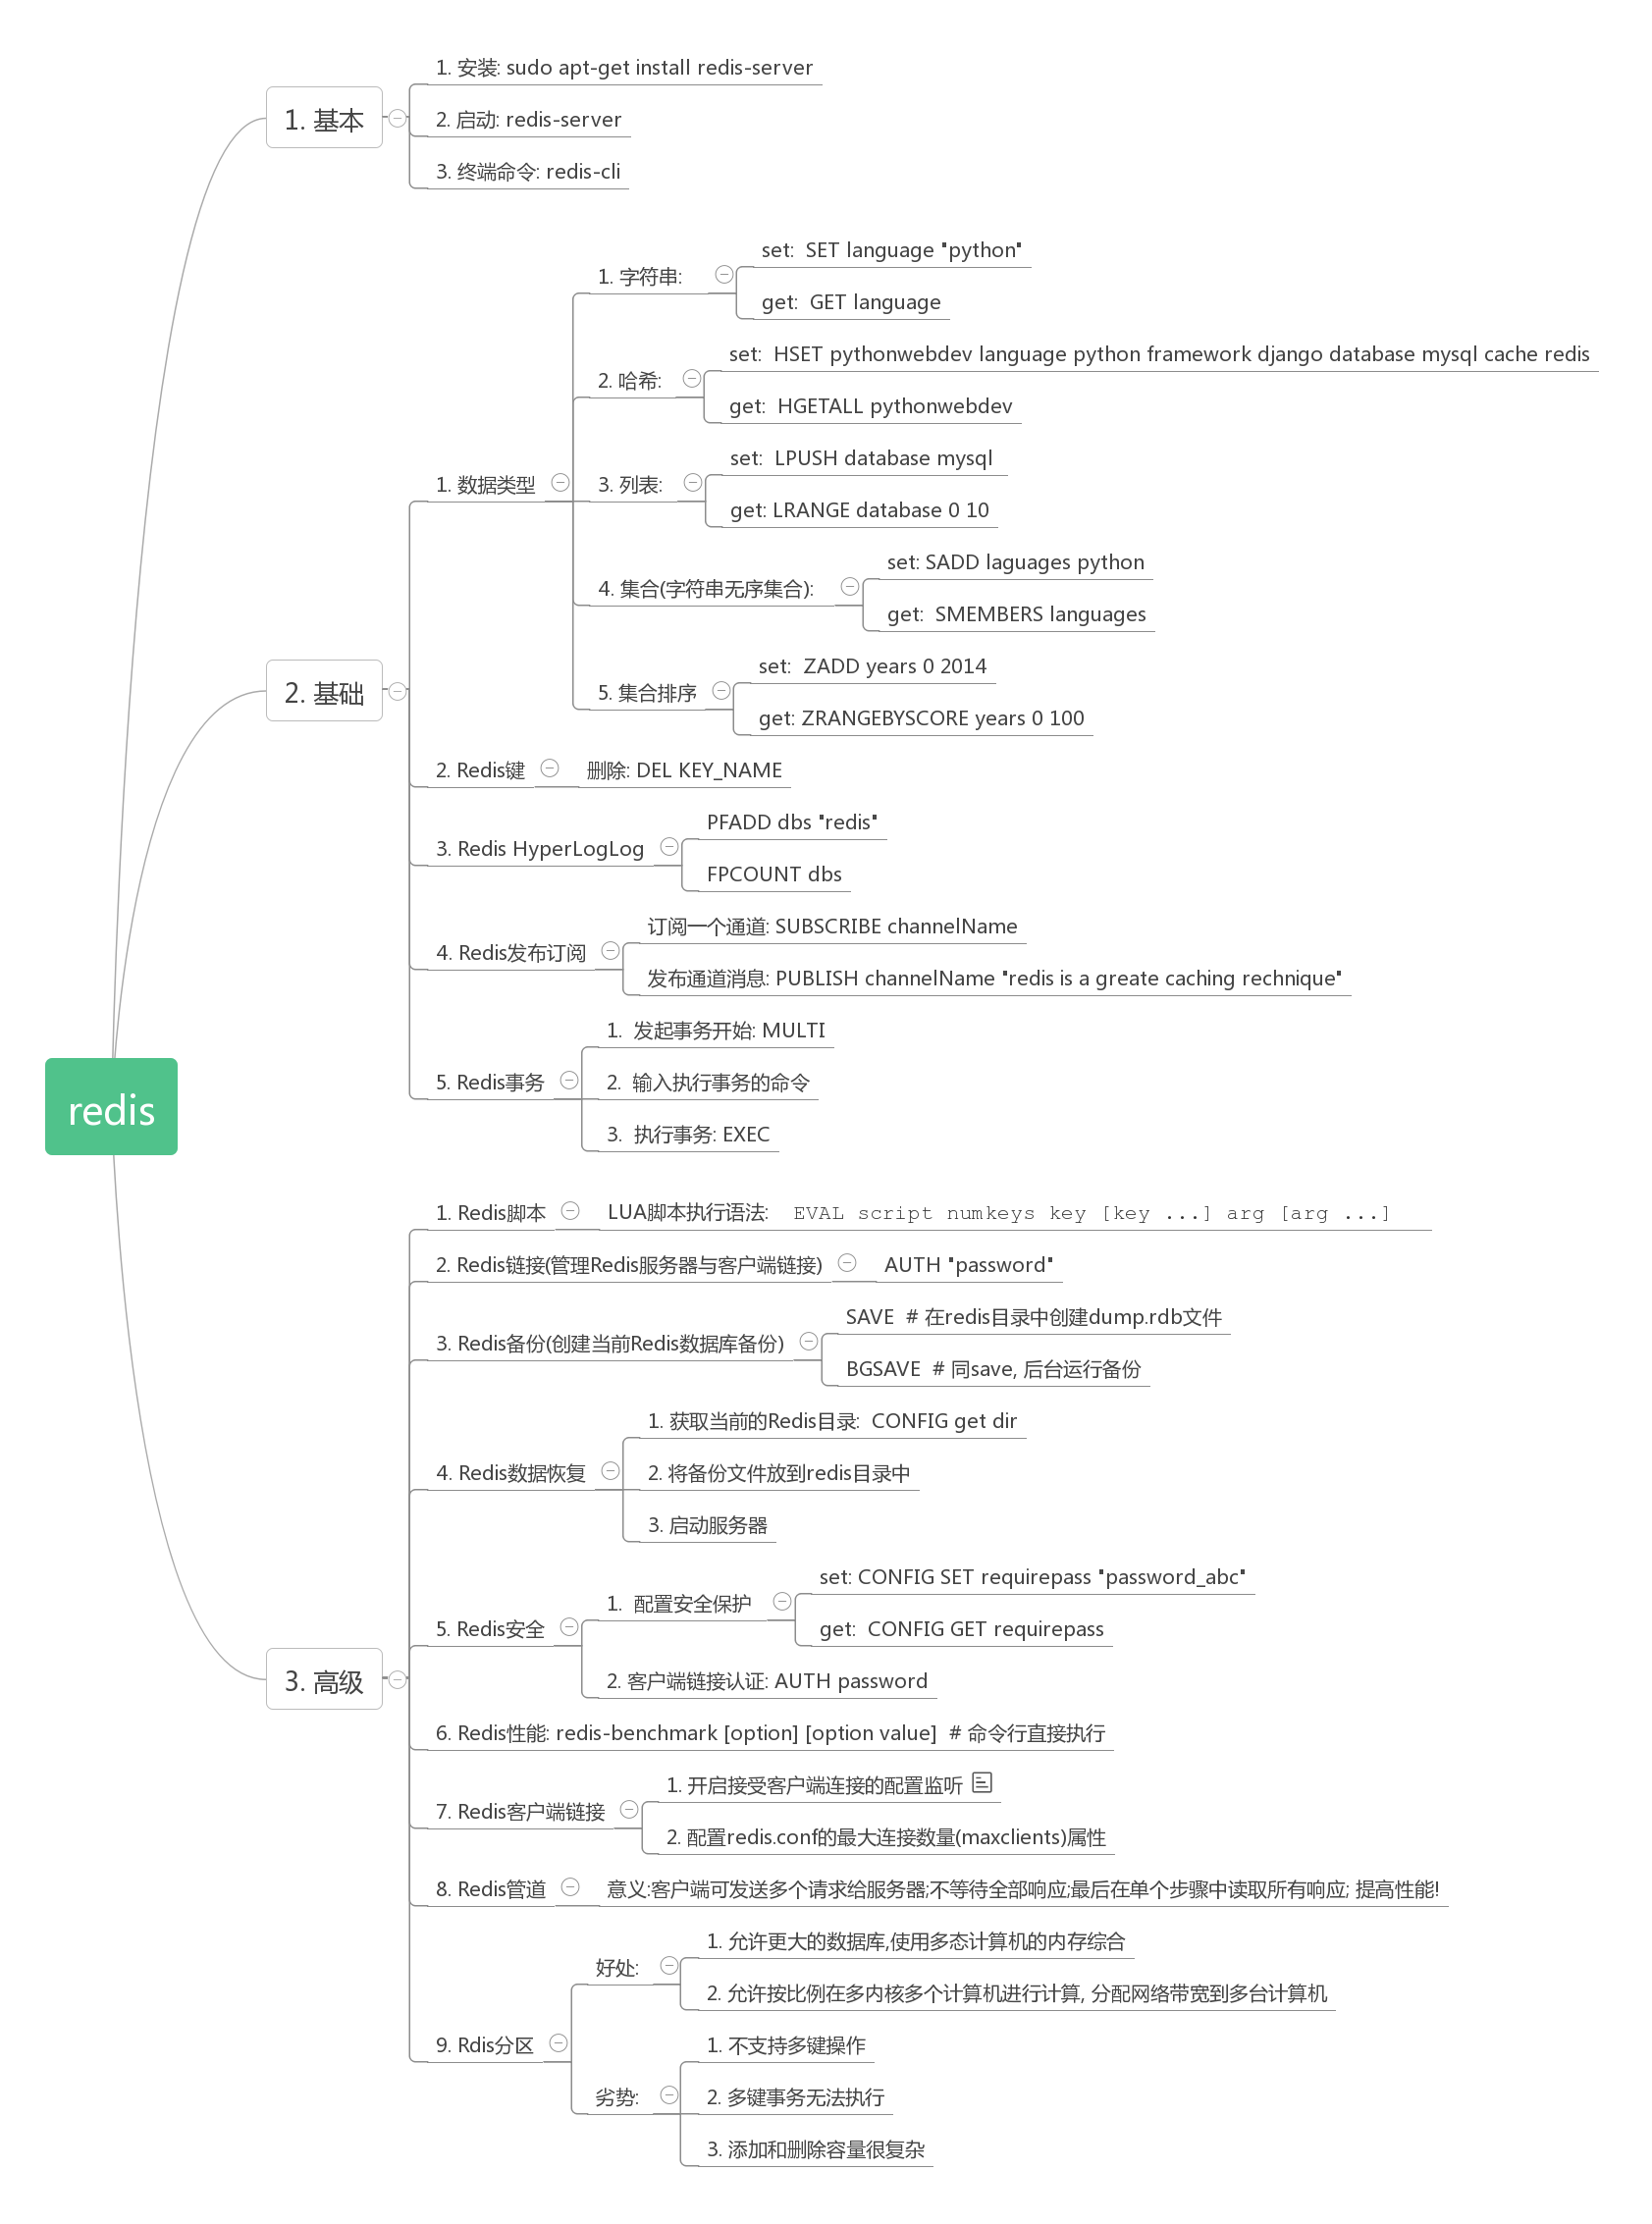 redis
1. 基本
1. 安装: sudo apt-get install redis-server
2. 启动: redis-server
3. 终端命令: redis-cli
2. 基础
1. 数据类型
1. 字符串:
set:  SET language "python"
get:  GET language
2. 哈希:
set:  HSET pythonwebdev language python framework django database mysql cache redis
get:  HGETALL pythonwebdev
3. 列表:
set:  LPUSH database mysql
get: LRANGE database 0 10
4. 集合(字符串无序集合):
set: SADD laguages python
get:  SMEMBERS languages
5. 集合排序
set:  ZADD years 0 2014
get: ZRANGEBYSCORE years 0 100
2. Redis键
删除: DEL KEY_NAME
3. Redis HyperLogLog
PFADD dbs "redis"
FPCOUNT dbs
4. Redis发布订阅
订阅一个通道: SUBSCRIBE channelName
发布通道消息: PUBLISH channelName "redis is a greate caching rechnique"
5. Redis事务
1.  发起事务开始: MULTI
2.  输入执行事务的命令
3.  执行事务: EXEC
3. 高级
1. Redis脚本
LUA脚本执行语法:  EVAL script numkeys key [key ...] arg [arg ...]
2. Redis链接(管理Redis服务器与客户端链接)
AUTH "password"
3. Redis备份(创建当前Redis数据库备份)
SAVE  # 在redis目录中创建dump.rdb文件
BGSAVE  # 同save, 后台运行备份
4. Redis数据恢复
1. 获取当前的Redis目录:  CONFIG get dir
2. 将备份文件放到redis目录中
3. 启动服务器
5. Redis安全
1.  配置安全保护
set: CONFIG SET requirepass "password_abc"
get:  CONFIG GET requirepass
2. 客户端链接认证: AUTH password
6. Redis性能: redis-benchmark [option] [option value]  # 命令行直接执行
7. Redis客户端链接
1. 开启接受客户端连接的配置监听
2. 配置redis.conf的最大连接数量(maxclients)属性
8. Redis管道
意义:客户端可发送多个请求给服务器;不等待全部响应;最后在单个步骤中读取所有响应; 提高性能!
9. Rdis分区
好处:
1. 允许更大的数据库,使用多态计算机的内存综合
2. 允许按比例在多内核多个计算机进行计算, 分配网络带宽到多台计算机
劣势:
1. 不支持多键操作
2. 多键事务无法执行
3. 添加和删除容量很复杂